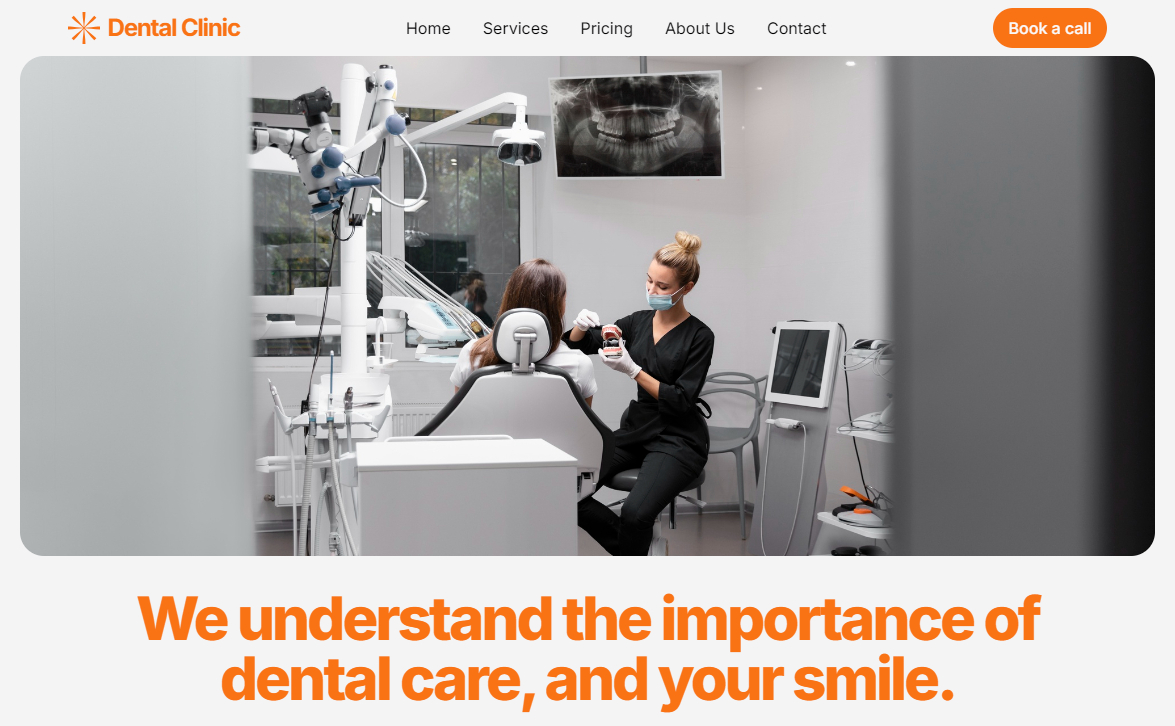 Dental Clinic
Home Services Pricing About Us Contact
Book a call
We understand the importance of
dental care, and your smile.